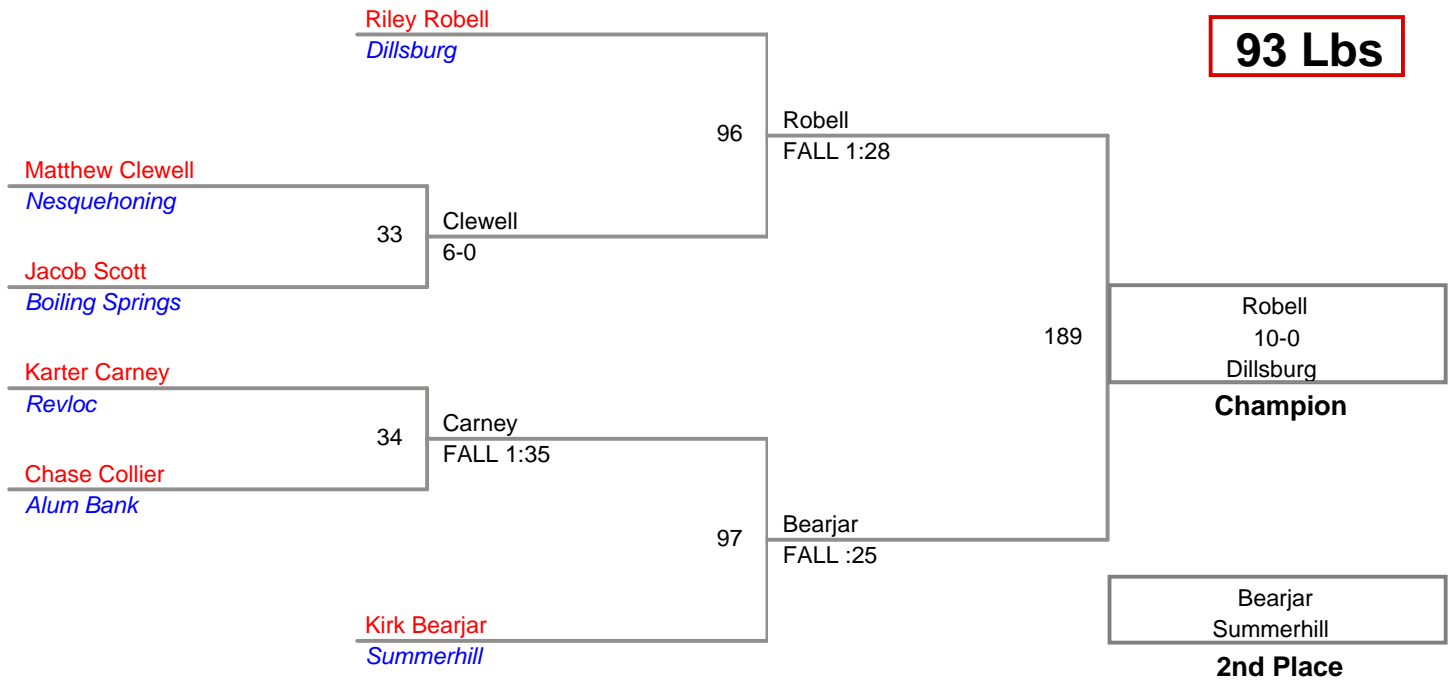 Riley Robell
Dillsburg
93 Lbs
96
Robell
FALL 1:28
Matthew Clewell
Nesquehoning
33
Clewell
6-0
Jacob Scott
Boiling Springs
189
Robell
10-0
Dillsburg
Champion
Karter Carney
Revloc
34
Carney
FALL 1:35
Chase Collier
Alum Bank
97
Bearjar
FALL :25
Kirk Bearjar
Summerhill
Bearjar
Summerhill
2nd Place